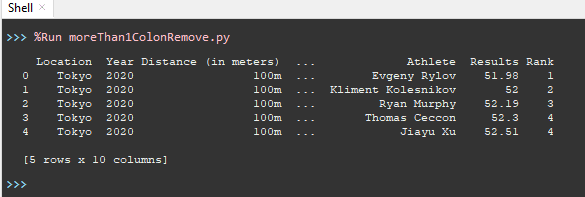 Shell ×
>>> %Run moreThan1ColonRemove.py
Location Year Distance (in meters) ... Athlete Results Rank
0 Tokyo 2020 100m ... Evgeny Rylov 51.98 1
1 Tokyo 2020 100m ... Kliment Kolesnikov 52 2
2 Tokyo 2020 100m ... Ryan Murphy 52.19 3
3 Tokyo 2020 100m ... Thomas Ceccon 52.3 4
4 Tokyo 2020 100m ... Jiayu Xu 52.51 4
[5 rows x 10 columns]
>>>